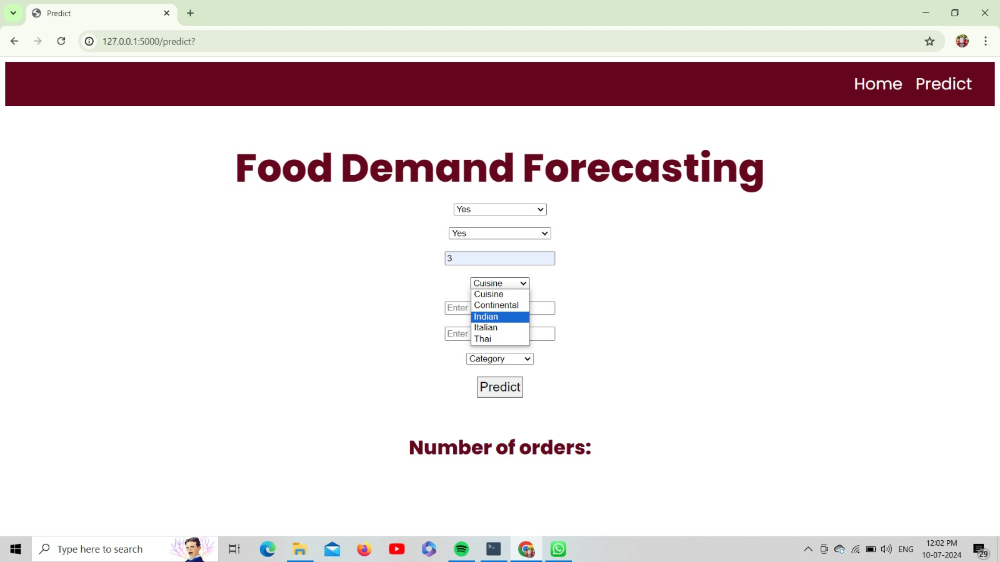 Predict
127.0.0.1:5000/predict?
Home Predict
Food Demand Forecasting
Yes
Yes
3
Cuisine
Cuisine
Continental
Enter
Indian
Italian
Enter
Thai
Category
Predict
Number of orders:
Type here to search
ENG
12:02 PM
10-07-2024
29